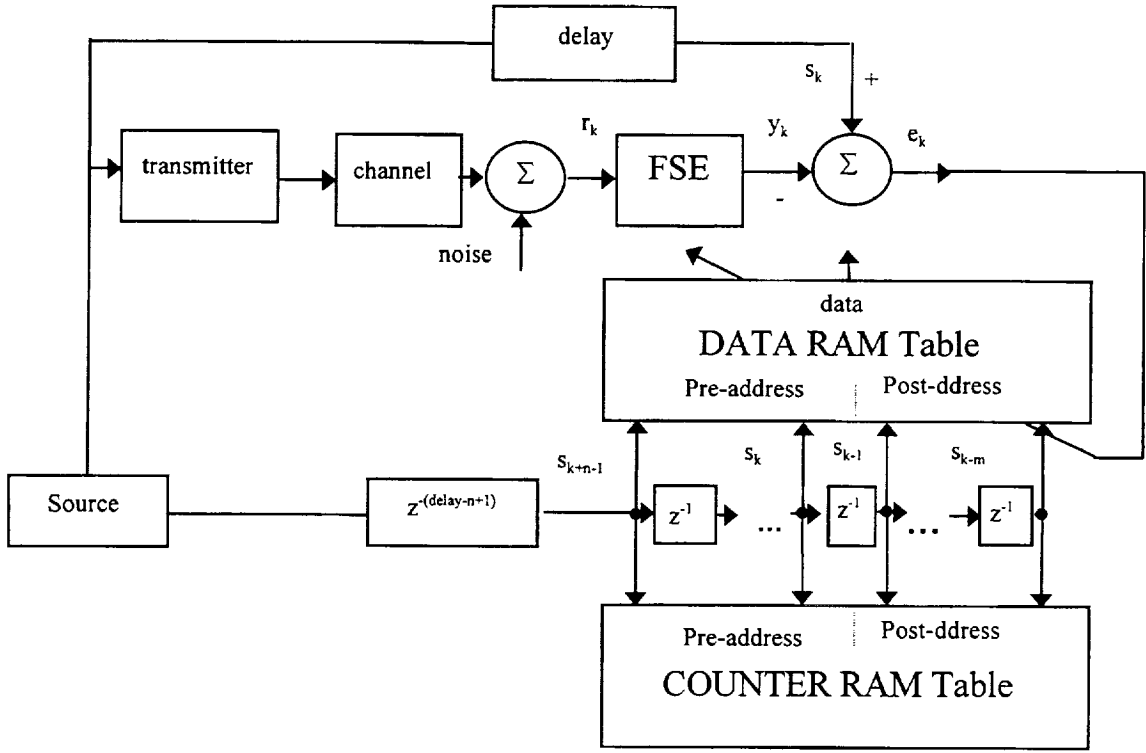 delay
s_k +
r_k y_k e_k
transmitter channel Σ FSE Σ
-
noise
data
DATA RAM Table
Pre-address Post-ddress
s_{k+n-1} s_k s_{k-1} s_{k-m}
Source z^{-(delay-n+1)} z^{-1} ... z^{-1} ... z^{-1}
Pre-address Post-ddress
COUNTER RAM Table